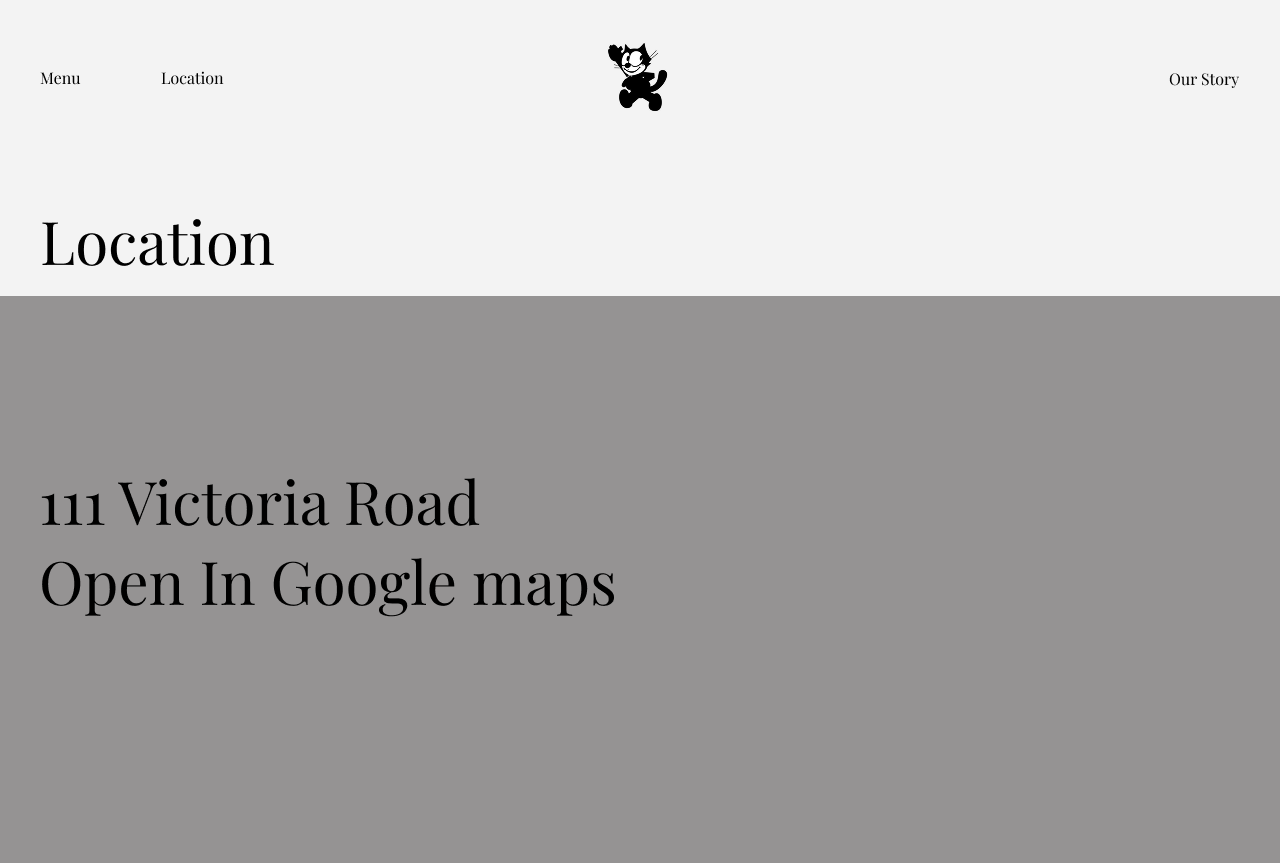 Menu
Location
Our Story
Location
111 Victoria Road
Open In Google maps